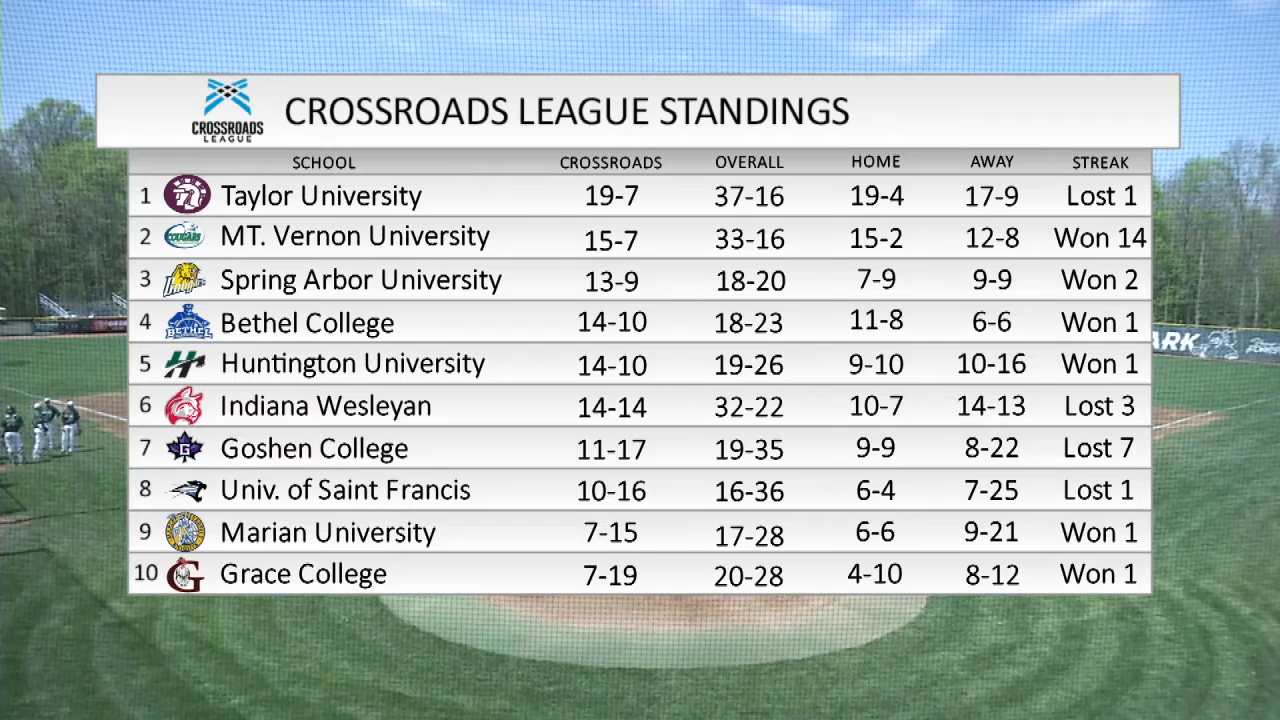 CROSSROADS LEAGUE
CROSSROADS LEAGUE STANDINGS
SCHOOL CROSSROADS OVERALL HOME AWAY STREAK
1 Taylor University 19-7 37-16 19-4 17-9 Lost 1
2 COUGARS MT. Vernon University 15-7 33-16 15-2 12-8 Won 14
3 Spring Arbor University 13-9 18-20 7-9 9-9 Won 2
4 BETHEL Bethel College 14-10 18-23 11-8 6-6 Won 1
5 H Huntington University 14-10 19-26 9-10 10-16 Won 1
6 Indiana Wesleyan 14-14 32-22 10-7 14-13 Lost 3
7 G Goshen College 11-17 19-35 9-9 8-22 Lost 7
8 Univ. of Saint Francis 10-16 16-36 6-4 7-25 Lost 1
9 Marian University 7-15 17-28 6-6 9-21 Won 1
10 G Grace College 7-19 20-28 4-10 8-12 Won 1
ARK